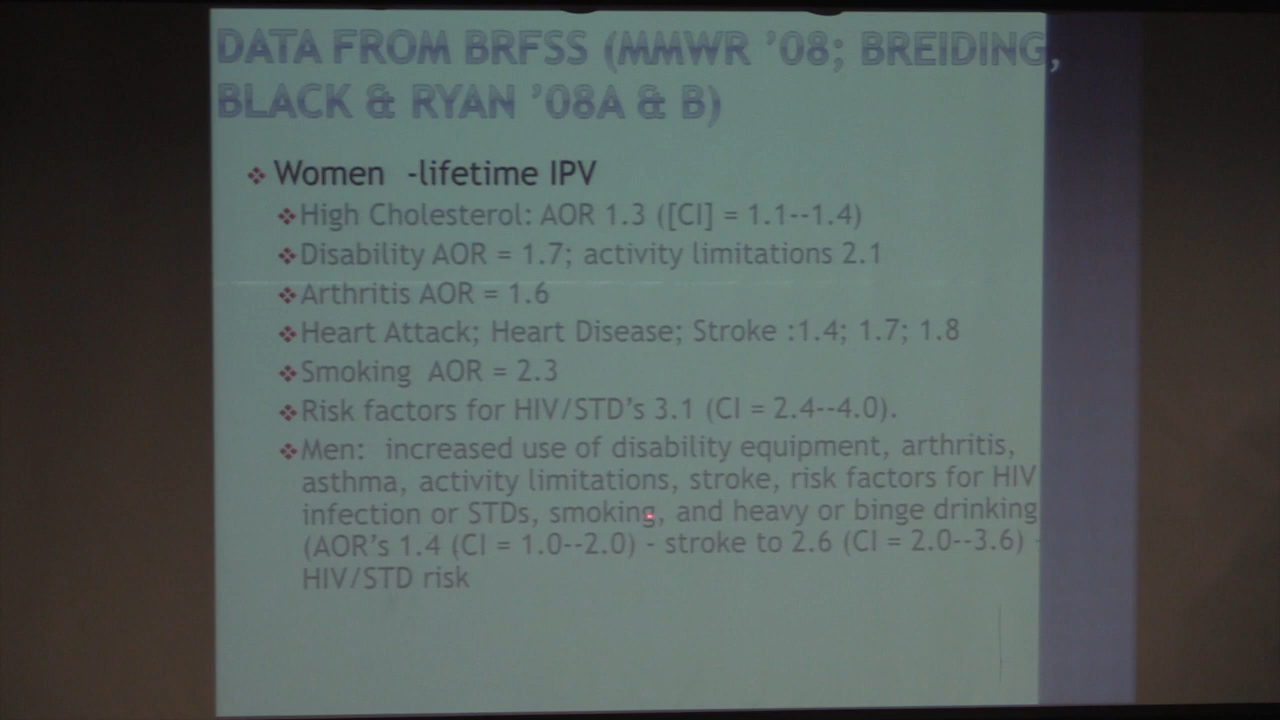 DATA FROM BRFSS (MMWR ’08; BREIDING,
BLACK & RYAN ’08A & B)
Women -lifetime IPV
High Cholesterol: AOR 1.3 ([CI] = 1.1--1.4)
Disability AOR = 1.7; activity limitations 2.1
Arthritis AOR = 1.6
Heart Attack; Heart Disease; Stroke :1.4; 1.7; 1.8
Smoking AOR = 2.3
Risk factors for HIV/STD’s 3.1 (CI = 2.4--4.0).
Men: increased use of disability equipment, arthritis,
asthma, activity limitations, stroke, risk factors for HIV
infection or STDs, smoking, and heavy or binge drinking
(AOR’s 1.4 (CI = 1.0--2.0) - stroke to 2.6 (CI = 2.0--3.6) -
HIV/STD risk